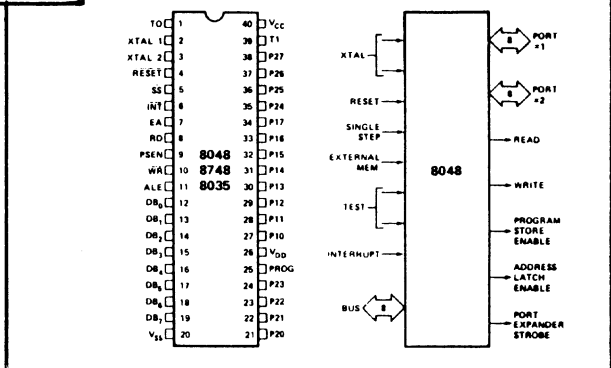 TO 1 40 VCC
XTAL 1 2 39 T1
XTAL 2 3 38 P27
RESET 4 37 P26
SS 5 36 P25
INT 6 35 P24
EA 7 34 P17
RD 8 33 P16
PSEN 9 8048 32 P15
WR 10 8748 31 P14
ALE 11 8035 30 P13
DB0 12 29 P12
DB1 13 28 P11
DB2 14 27 P10
DB3 15 26 VDD
DB4 16 25 PROG
DB5 17 24 P23
DB6 18 23 P22
DB7 19 22 P21
VSS 20 21 P20
XTAL
RESET
SINGLE
STEP
EXTERNAL
MEM
TEST
INTERRUPT
BUS 8
8048
8 PORT
#1
8 PORT
#2
READ
WRITE
PROGRAM
STORE
ENABLE
ADDRESS
LATCH
ENABLE
PORT
EXPANDER
STROBE